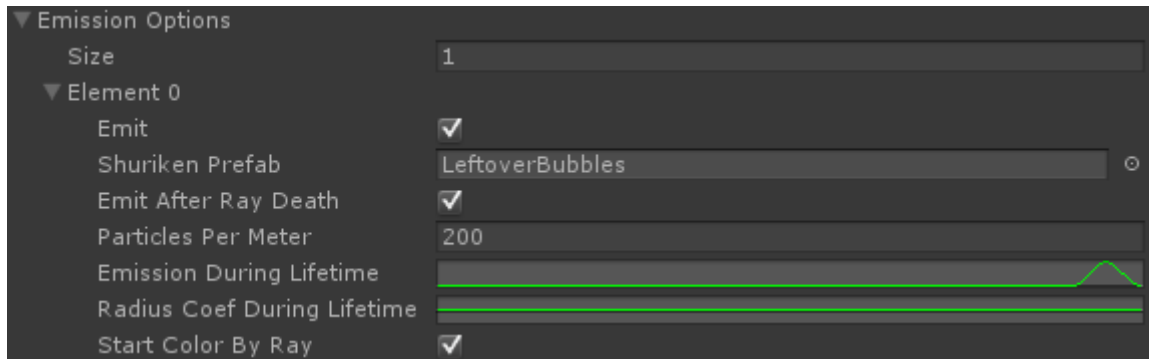 Emission Options
Size 1
Element 0
Emit
Shuriken Prefab LeftoverBubbles
Emit After Ray Death
Particles Per Meter 200
Emission During Lifetime
Radius Coef During Lifetime
Start Color By Ray